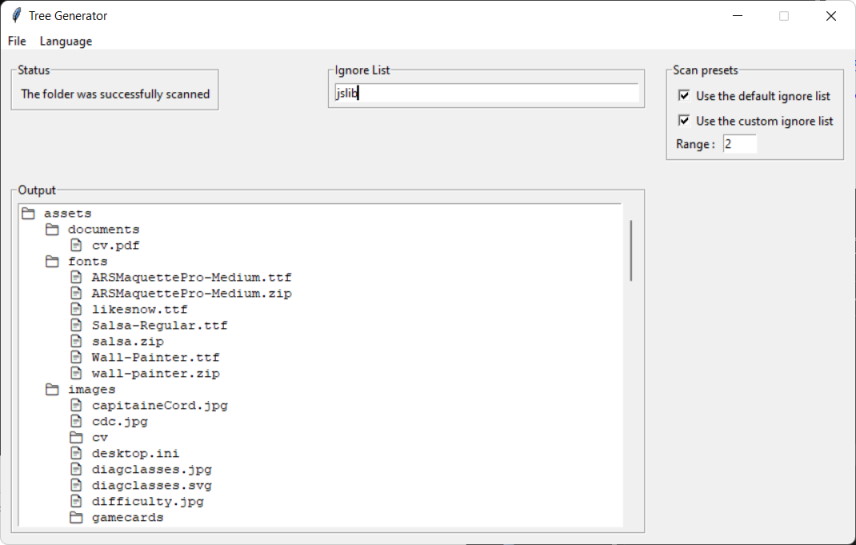 Tree Generator
File Language
Status
The folder was successfully scanned
Ignore List
jslib
Scan presets
Use the default ignore list
Use the custom ignore list
Range : 2
Output
assets
documents
cv.pdf
fonts
ARSMaquettePro-Medium.ttf
ARSMaquettePro-Medium.zip
likesnow.ttf
Salsa-Regular.ttf
salsa.zip
Wall-Painter.ttf
wall-painter.zip
images
capitaineCord.jpg
cdc.jpg
cv
desktop.ini
diagclasses.jpg
diagclasses.svg
difficulty.jpg
gamecards